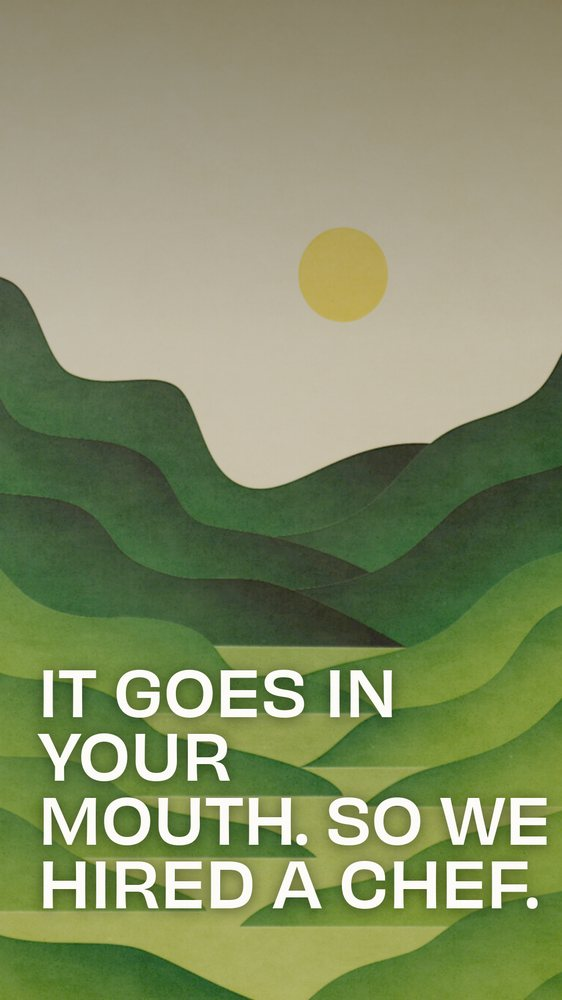 IT GOES IN
YOUR
MOUTH. SO WE
HIRED A CHEF.